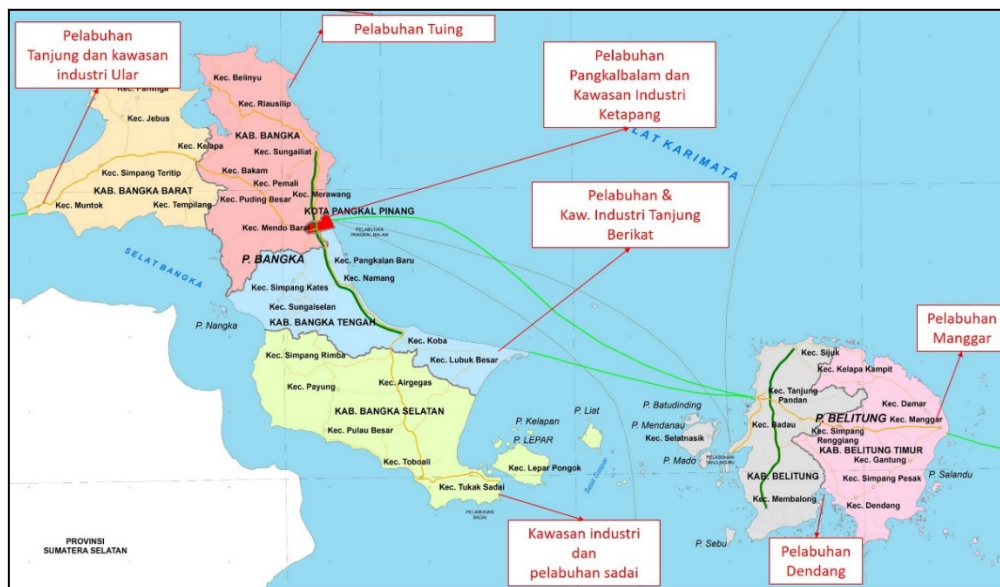 Pelabuhan
Tanjung dan kawasan
industri Ular
Pelabuhan Tuing
Pelabuhan
Pangkalbalam dan
Kawasan Industri
Ketapang
Kec. Belinyu
Kec. Jebus
Kec. Riausilip
LAT KARIMATA
Kec. Kelapa
KAB. BANGKA
Kec. Sungailiat
Kec. Simpang Teritip
Kec. Bakam
Kec. Pemali
KAB. BANGKA BARAT
Kec. Puding Besar
Kec. Merawang
Kec. Muntok
Kec. Tempilang
KOTA PANGKAL PINANG
Kec. Mendo Barat
Pelabuhan &
Kaw. Industri Tanjung
Berikat
SELAT BANGKA
P. BANGKA
Kec. Pangkalan Baru
Kec. Namang
Kec. Simpang Kates
Kec. Sungaiselan
P. Nangka
KAB. BANGKA TENGAH
Kec. Koba
Kec. Lubuk Besar
Pelabuhan
Manggar
Kec. Simpang Rimba
Kec. Payung
Kec. Airgegas
KAB. BANGKA SELATAN
Kec. Pulau Besar
Kec. Toboali
Kec. Tukak Sadai
PELABUHAN
SADAI
P. Kelapan
P. LEPAR
Kec. Lepar Pongok
P. Liat
P. Batudinding
P. Mendanau
Kec. Selatnasik
P. Mado
Kec. Sijuk
Kec. Kelapa Kampit
Kec. Tanjung
Pandan
Kec. Damar
P. BELITUNG
Kec. Manggar
Kec. Badau
Kec. Simpang
Renggiang
KAB. BELITUNG TIMUR
Kec. Gantung
KAB. BELITUNG
Kec. Simpang Pesak
P. Salandu
Kec. Membalong
Kec. Dendang
P. Sebu
PROVINSI
SUMATERA SELATAN
Kawasan industri
dan
pelabuhan sadai
Pelabuhan
Dendang